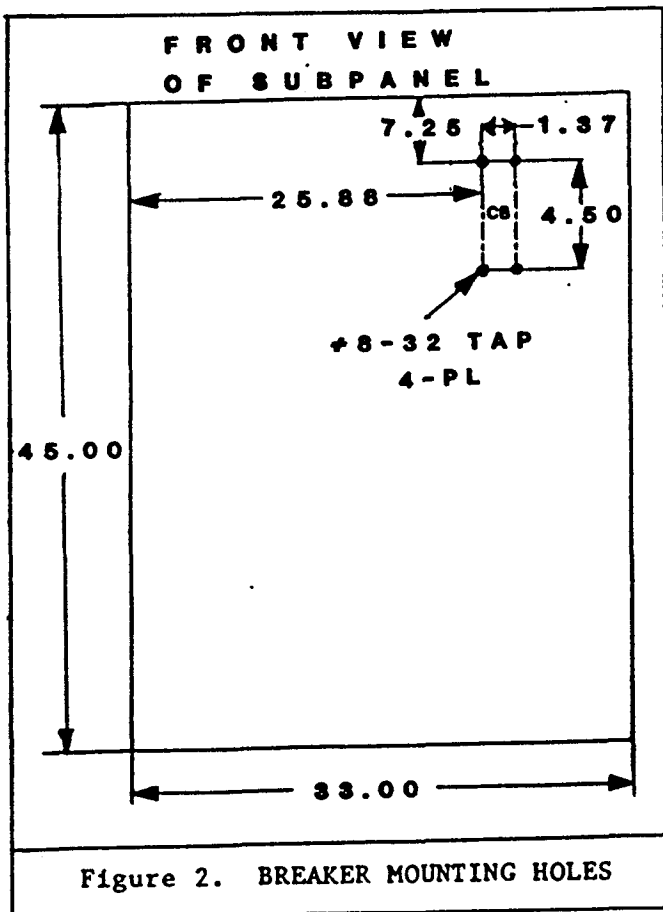 FRONT VIEW
OF SUBPANEL
7.25
1.37
25.88
CB
4.50
#8-32 TAP
4-PL
45.00
33.00
Figure 2. BREAKER MOUNTING HOLES